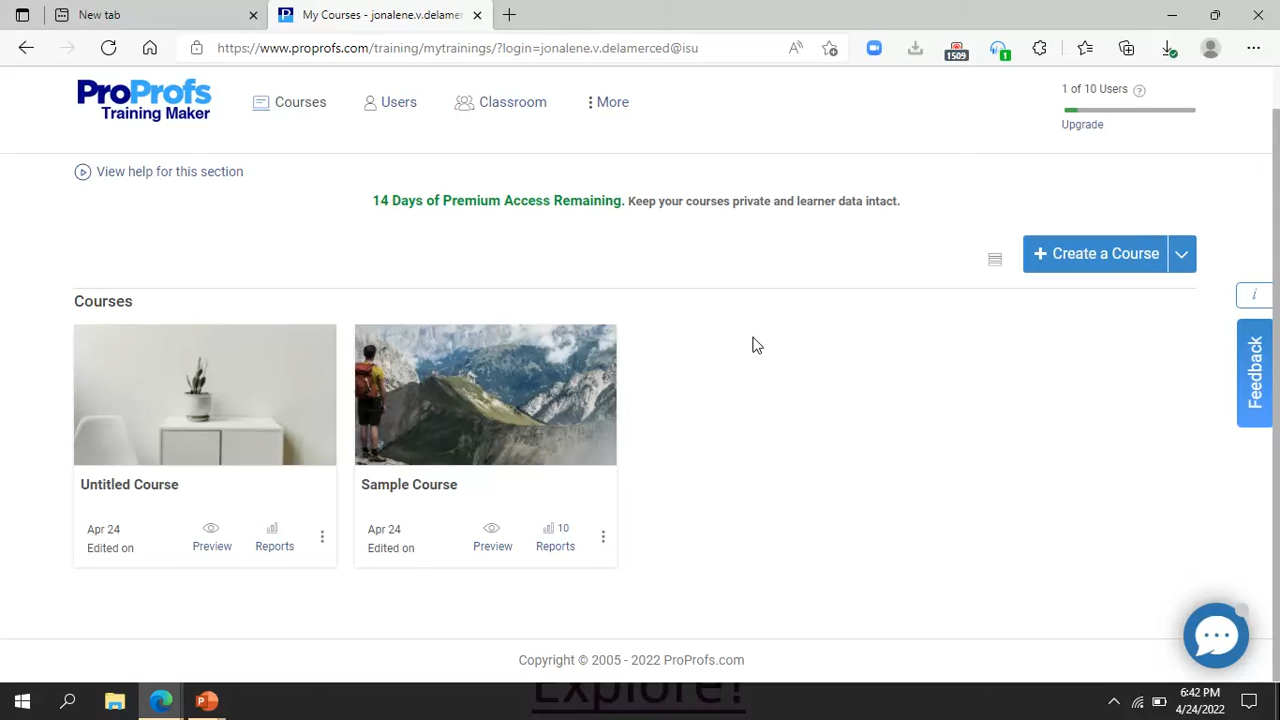 New tab
My Courses - jonalene.v.delamer
https://www.proprofs.com/training/mytrainings/?login=jonalene.v.delamerced@isu
1509
1
ProProfs
Training Maker
Courses
Users
Classroom
More
1 of 10 Users
Upgrade
View help for this section
14 Days of Premium Access Remaining. Keep your courses private and learner data intact.
+ Create a Course
Courses
Feedback
Untitled Course
Apr 24
Edited on
Preview
Reports
Sample Course
Apr 24
Edited on
Preview
10
Reports
Copyright © 2005 - 2022 ProProfs.com
Explore!
6:42 PM
4/24/2022